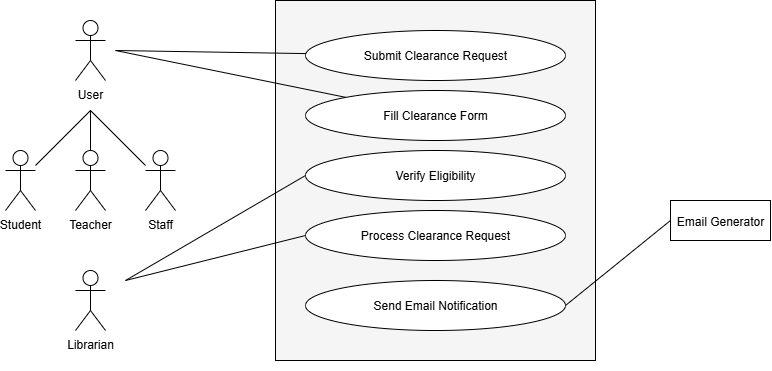 Submit Clearance Request
User
Fill Clearance Form
Verify Eligibility
Student
Teacher
Staff
Email Generator
Process Clearance Request
Send Email Notification
Librarian